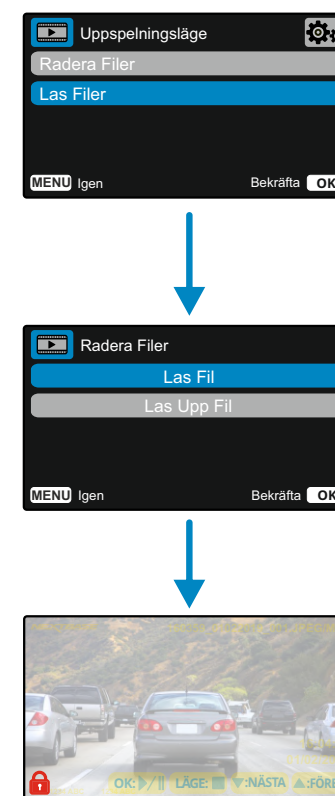 Uppspelningsläge
Radera Filer
Las Filer
MENU Igen Bekräfta OK
Radera Filer
Las Fil
Las Upp Fil
MENU Igen Bekräfta OK
OK: LÄGE: :NÄSTA :FÖRE